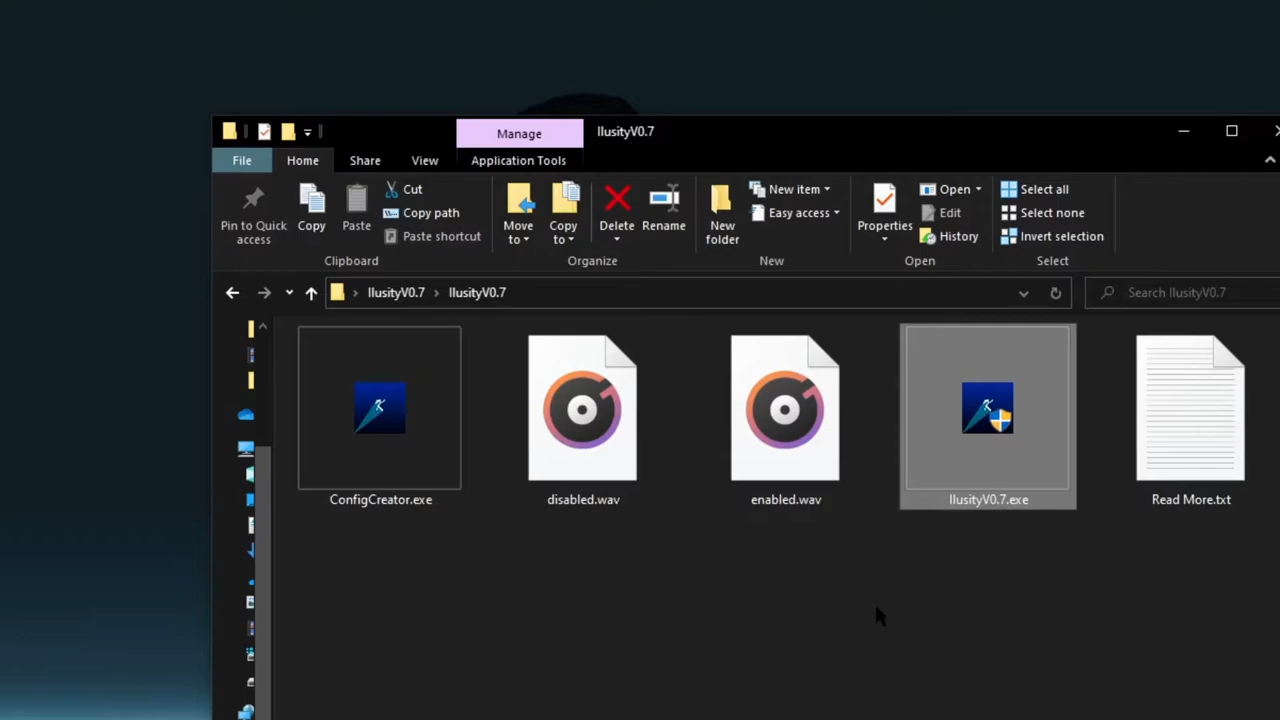 Manage
IlusityV0.7
File
Home
Share
View
Application Tools
Pin to Quick
access
Copy
Paste
Cut
Copy path
Paste shortcut
Clipboard
Move
to
Copy
to
Delete
Rename
Organize
New
folder
New item
Easy access
New
Properties
Open
Edit
History
Open
Select all
Select none
Invert selection
Select
IlusityV0.7
IlusityV0.7
Search IlusityV0.7
ConfigCreator.exe
disabled.wav
enabled.wav
IlusityV0.7.exe
Read More.txt